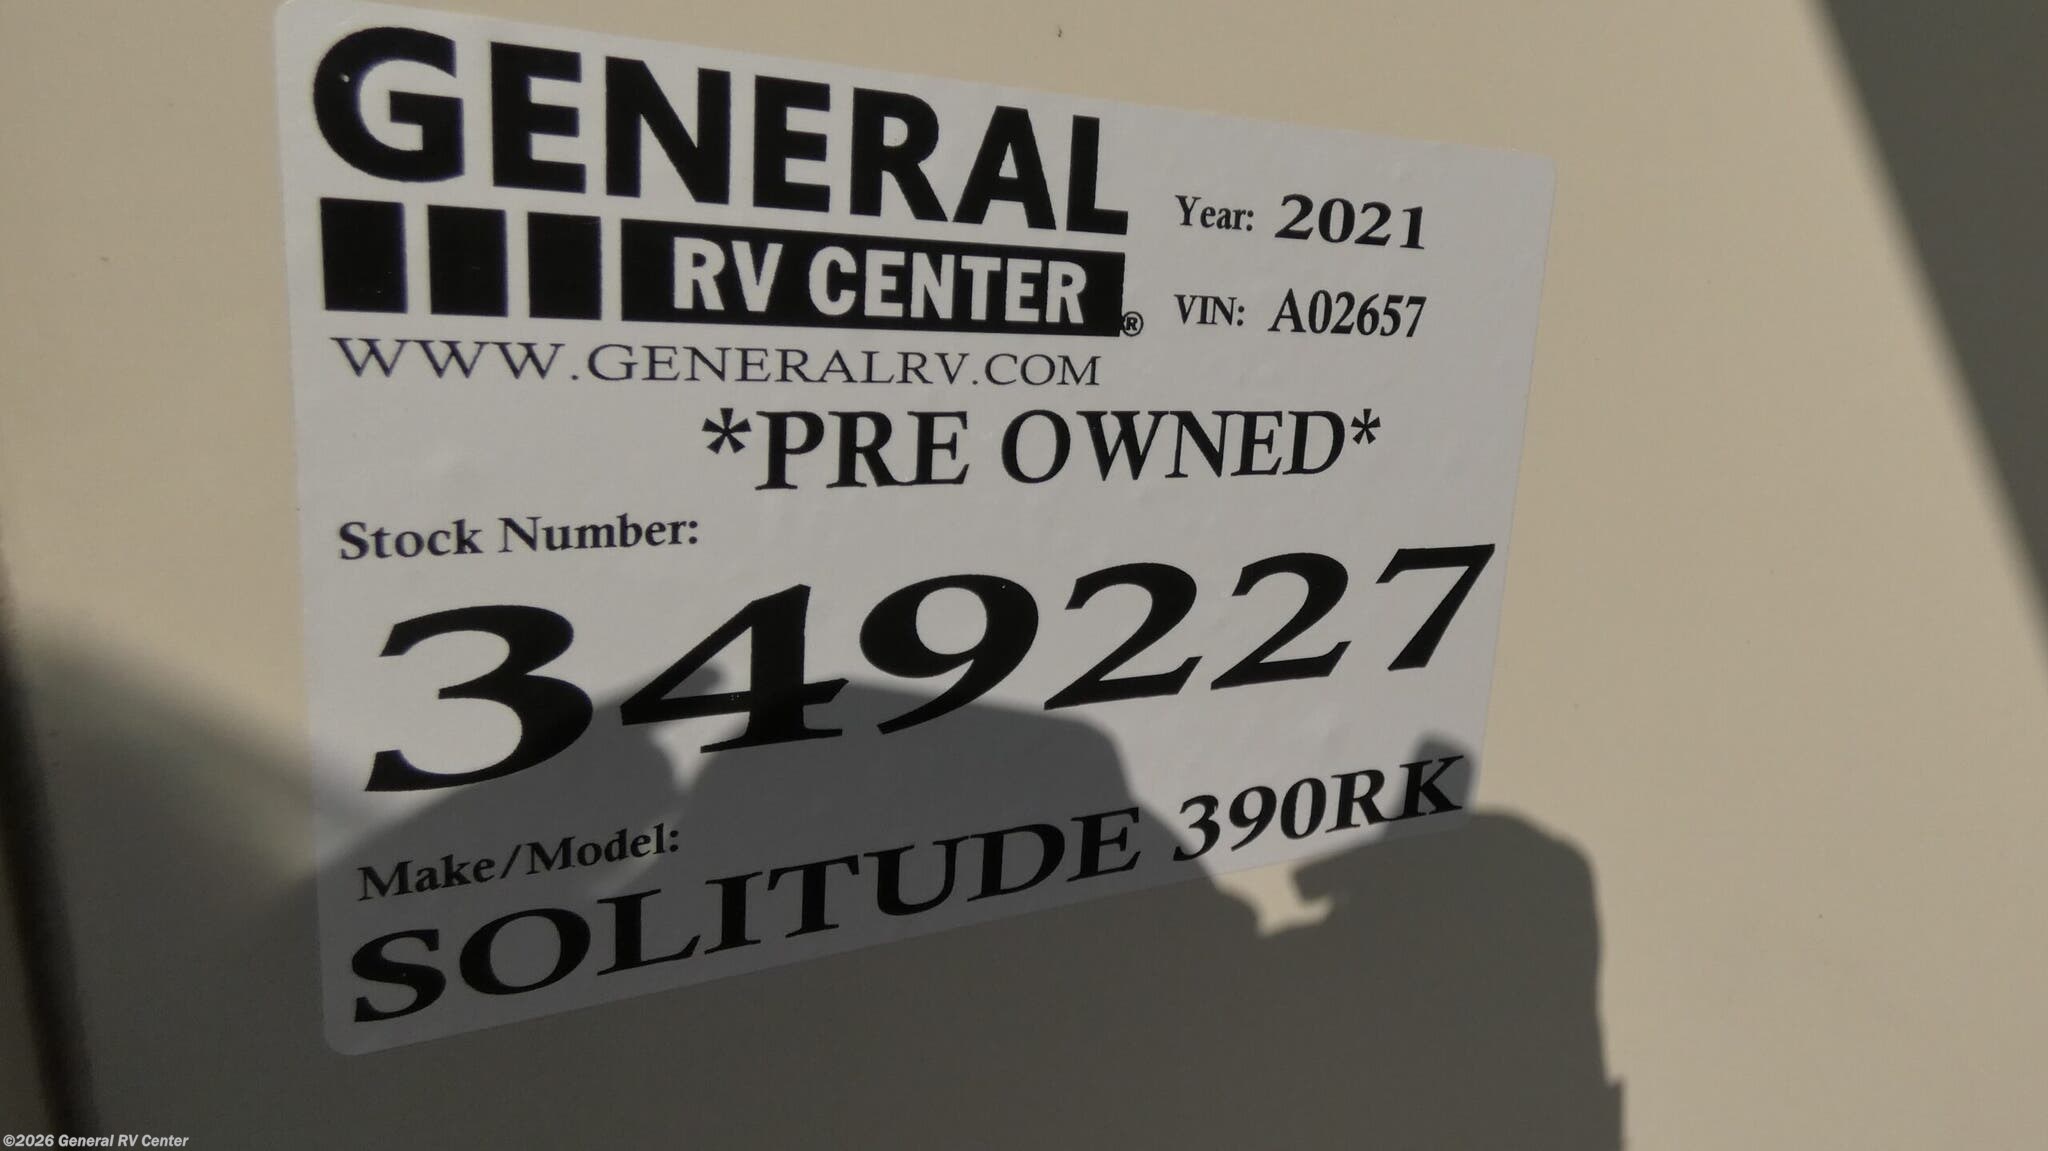 GENERAL
RV CENTER®
WWW.GENERALRV.COM
Year: 2021
VIN: A02657
*PRE OWNED*
Stock Number:
349227
Make/Model:
SOLITUDE 390RK
©2026 General RV Center